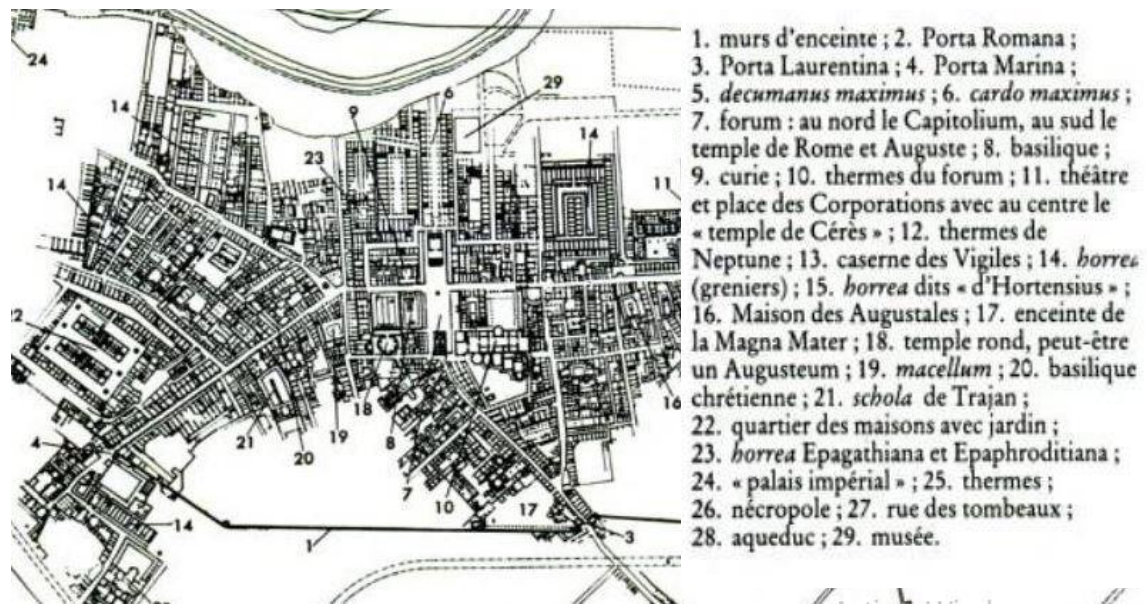 24
14
14
9
23
6
29
14
11
22
4
21
20
19
18
8
7
10
17
16
14
1
3
1. murs d'enceinte ; 2. Porta Romana ;
3. Porta Laurentina ; 4. Porta Marina ;
5. decumanus maximus ; 6. cardo maximus ;
7. forum : au nord le Capitolium, au sud le
temple de Rome et Auguste ; 8. basilique ;
9. curie ; 10. thermes du forum ; 11. théâtre
et place des Corporations avec au centre le
« temple de Cérès » ; 12. thermes de
Neptune ; 13. caserne des Vigiles ; 14. horrea
(greniers) ; 15. horrea dits « d'Hortensius » ;
16. Maison des Augustales ; 17. enceinte de
la Magna Mater ; 18. temple rond, peut-être
un Augusteum ; 19. macellum ; 20. basilique
chrétienne ; 21. schola de Trajan ;
22. quartier des maisons avec jardin ;
23. horrea Epagathiana et Epaphroditiana ;
24. « palais impérial » ; 25. thermes ;
26. nécropole ; 27. rue des tombeaux ;
28. aqueduc ; 29. musée.